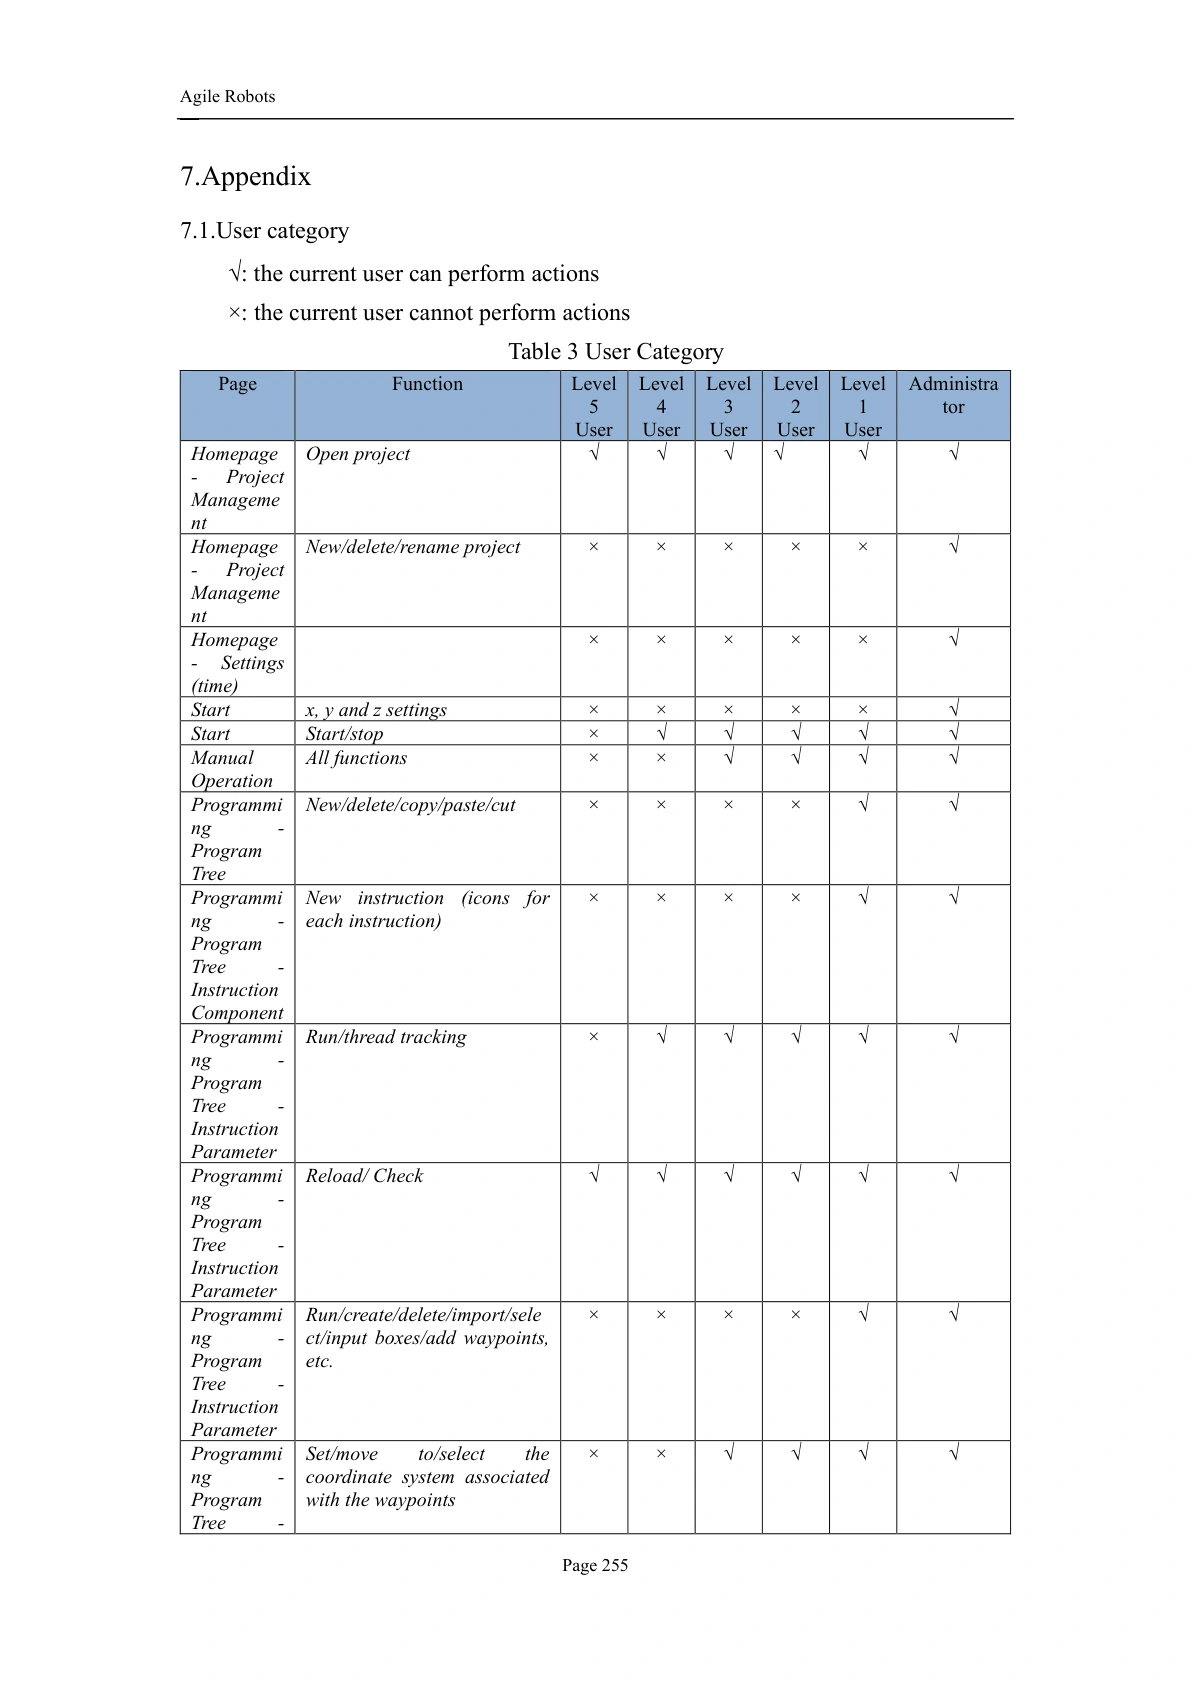 Agile Robots
7.Appendix
7.1.User category
√: the current user can perform actions
×: the current user cannot perform actions
Table 3 User Category
Page Function Level Level Level Level Level Administra
5 4 3 2 1 tor
User User User User User
Homepage Open project √ √ √ √ √ √
- Project
Manageme
nt
Homepage New/delete/rename project × × × × × √
- Project
Manageme
nt
Homepage × × × × × √
- Settings
(time)
Start x, y and z settings × × × × × √
Start Start/stop × √ √ √ √ √
Manual All functions × × √ √ √ √
Operation
Programmi New/delete/copy/paste/cut × × × × √ √
ng -
Program
Tree
Programmi New instruction (icons for × × × × √ √
ng - each instruction)
Program
Tree -
Instruction
Component
Programmi Run/thread tracking × √ √ √ √ √
ng -
Program
Tree -
Instruction
Parameter
Programmi Reload/ Check √ √ √ √ √ √
ng -
Program
Tree -
Instruction
Parameter
Programmi Run/create/delete/import/sele × × × × √ √
ng - ct/input boxes/add waypoints,
Program etc.
Tree -
Instruction
Parameter
Programmi Set/move to/select the × × √ √ √ √
ng - coordinate system associated
Program with the waypoints
Tree -
Page 255